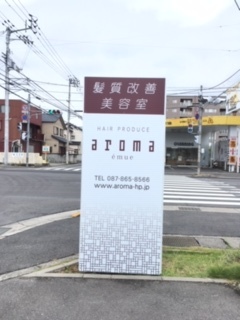 髪質改善
美容室
HAIR PRODUCE
aroma
émue
TEL 087-865-6566
www.aroma-hp.jp